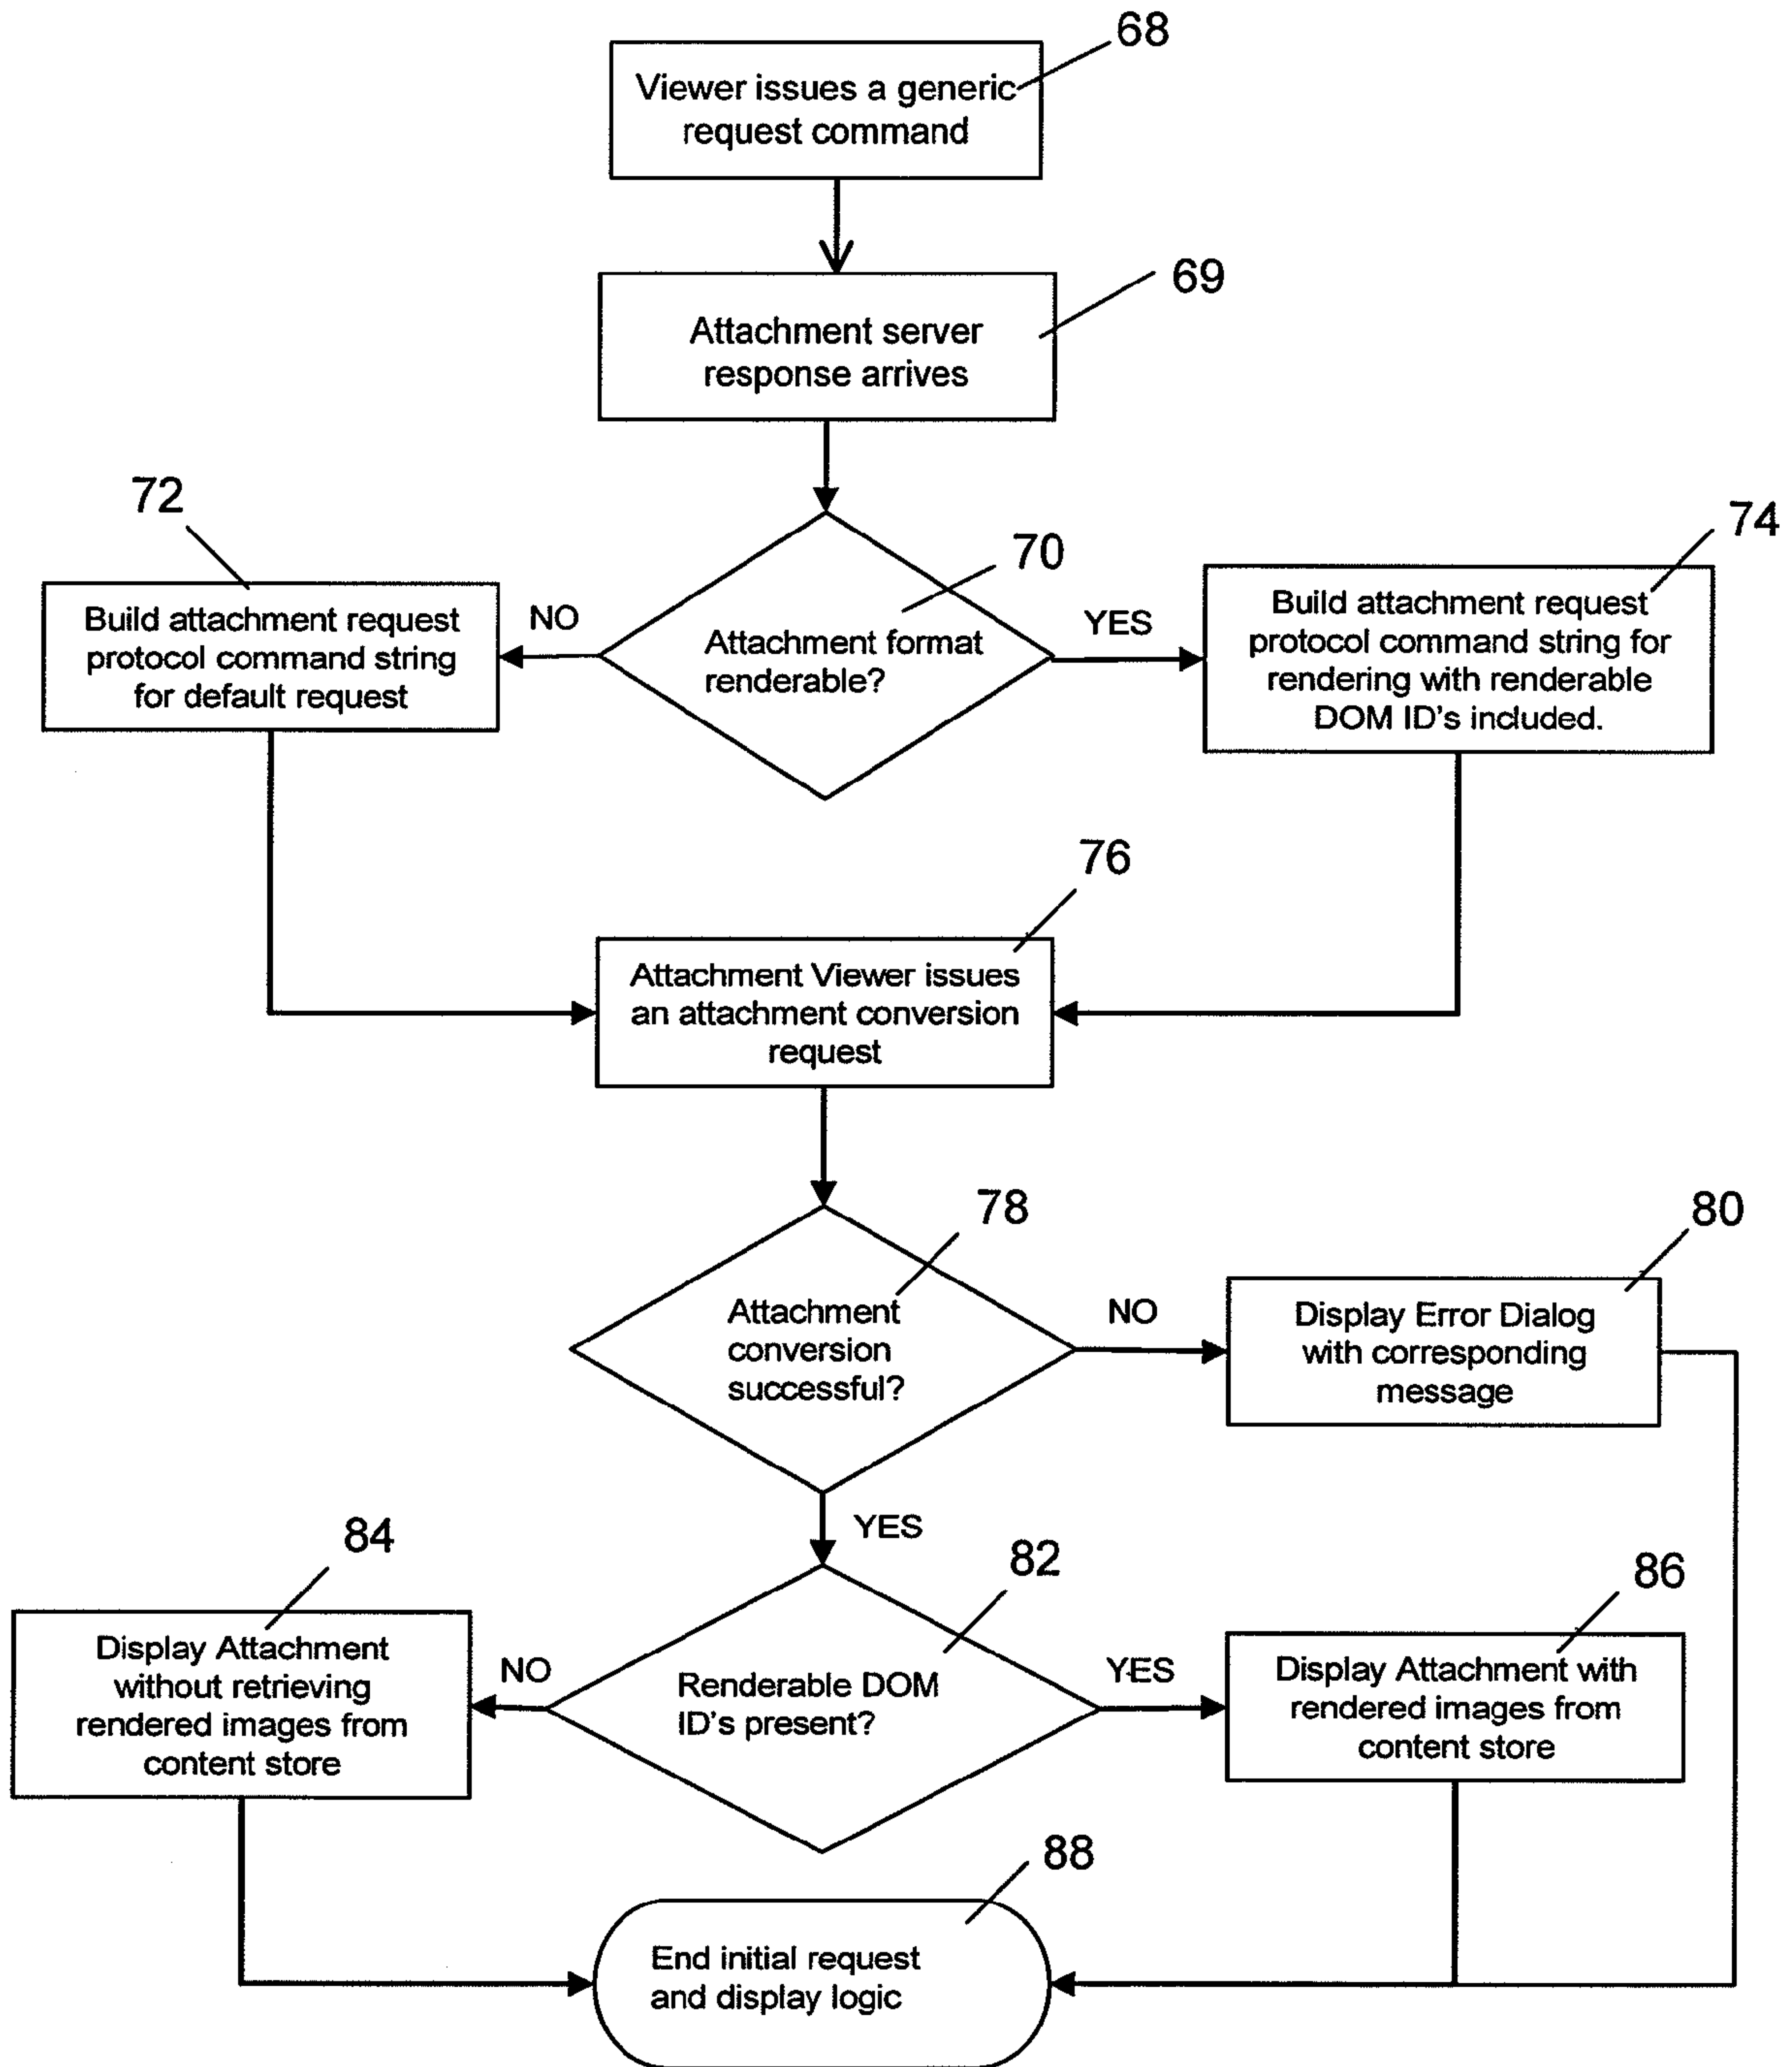 68
Viewer issues a generic
request command
69
Attachment server
response arrives
72
70
74
Build attachment request
protocol command string
for default request
NO
Attachment format
renderable?
YES
Build attachment request
protocol command string for
rendering with renderable
DOM ID's included.
76
Attachment Viewer issues
an attachment conversion
request
78
80
Attachment
conversion
successful?
NO
Display Error Dialog
with corresponding
message
YES
84
82
86
Display Attachment
without retrieving
rendered images from
content store
NO
Renderable DOM
ID's present?
YES
Display Attachment with
rendered images from
content store
88
End initial request
and display logic